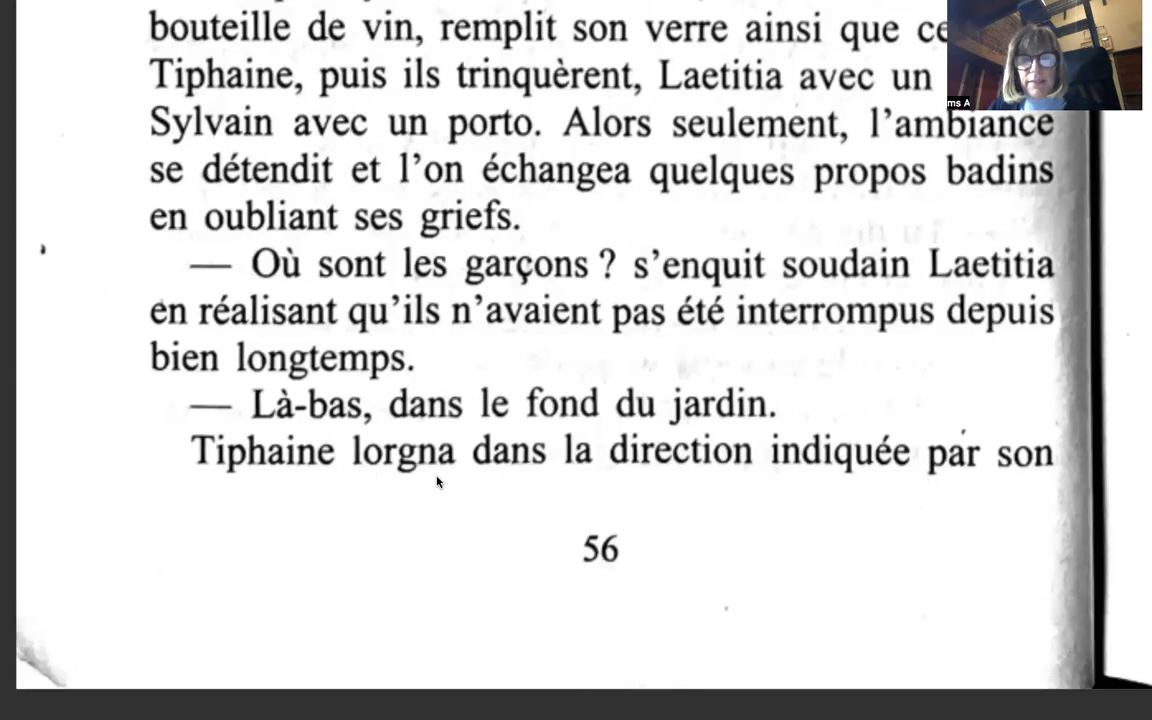 bouteille de vin, remplit son verre ainsi que
Tiphaine, puis ils trinquèrent, Laetitia avec un
Sylvain avec un porto. Alors seulement, l’ambiance
se détendit et l’on échangea quelques propos badins
en oubliant ses griefs.
— Où sont les garçons ? s’enquit soudain Laetitia
en réalisant qu’ils n’avaient pas été interrompus depuis
bien longtemps.
— Là-bas, dans le fond du jardin.
Tiphaine lorgna dans la direction indiquée par son
56
ms A